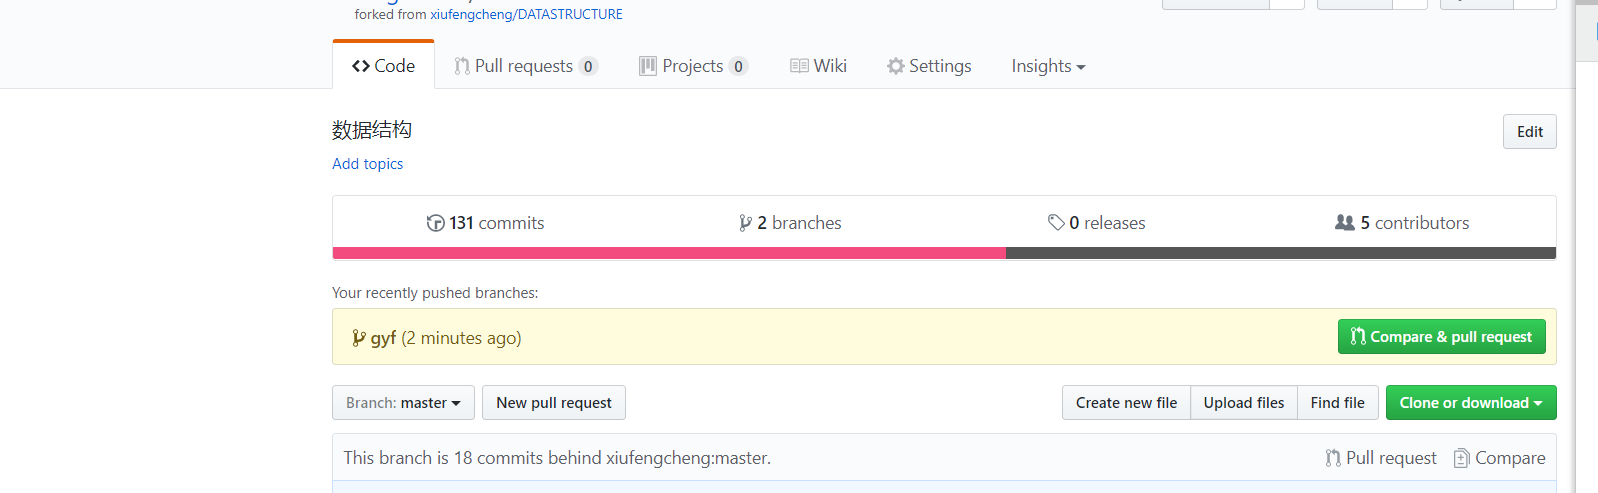 forked from xiufengcheng/DATASTRUCTURE
Code Pull requests 0 Projects 0 Wiki Settings Insights
数据结构
Edit
Add topics
131 commits 2 branches 0 releases 5 contributors
Your recently pushed branches:
gyf (2 minutes ago) Compare & pull request
Branch: master New pull request Create new file Upload files Find file Clone or download
This branch is 18 commits behind xiufengcheng:master. Pull request Compare